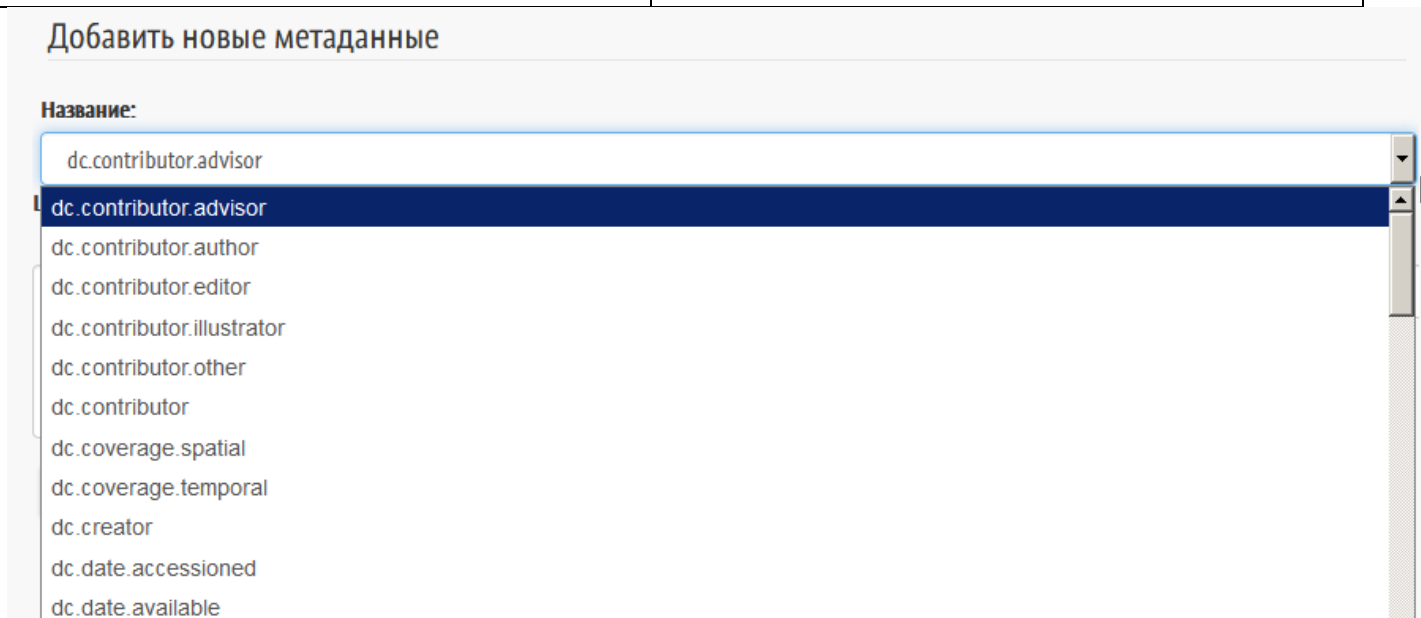 Добавить новые метаданные
Название:
dc.contributor.advisor
dc.contributor.advisor
dc.contributor.author
dc.contributor.editor
dc.contributor.illustrator
dc.contributor.other
dc.contributor
dc.coverage.spatial
dc.coverage.temporal
dc.creator
dc.date.accessioned
dc.date.available